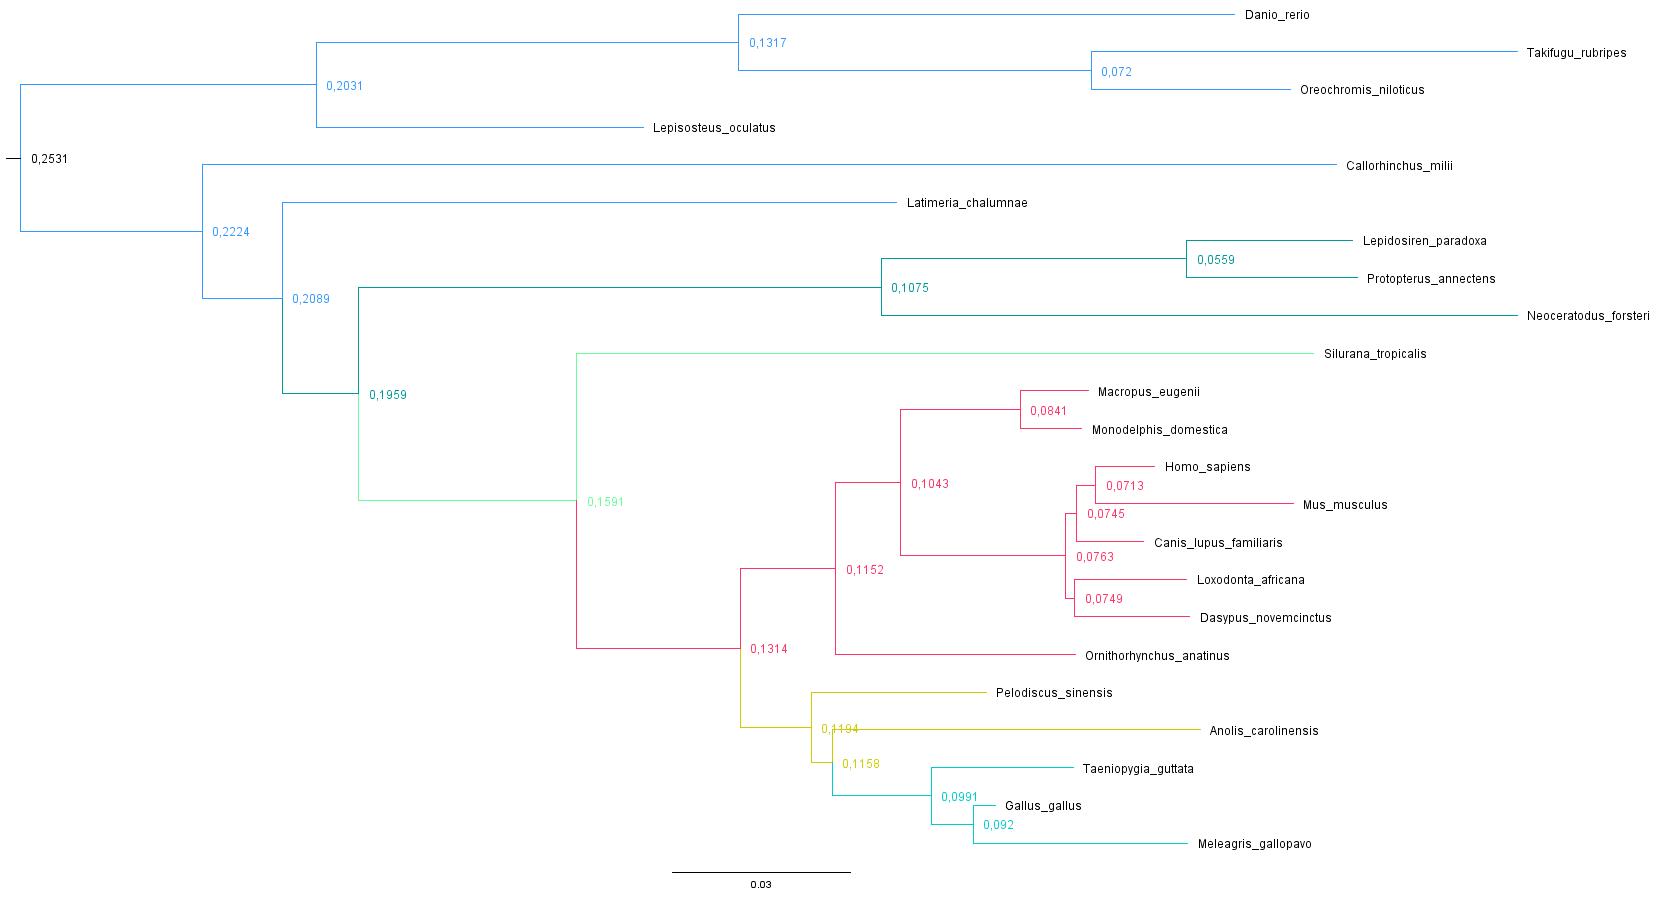 Danio_rerio
0,1317
Takifugu_rubripes
0,072
0,2031
Oreochromis_niloticus
Lepisosteus_oculatus
0,2531
Callorhinchus_milii
Latimeria_chalumnae
0,2224
Lepidosiren_paradoxa
0,0559
Protopterus_annectens
0,1075
0,2089
Neoceratodus_forsteri
Silurana_tropicalis
0,1959
Macropus_eugenii
0,0841
Monodelphis_domestica
Homo_sapiens
0,1043
0,0713
0,1591
Mus_musculus
0,0745
Canis_lupus_familiaris
0,0763
0,1152
Loxodonta_africana
0,0749
Dasypus_novemcinctus
0,1314
Ornithorhynchus_anatinus
Pelodiscus_sinensis
0,1194
Anolis_carolinensis
0,1158
Taeniopygia_guttata
0,0991
Gallus_gallus
0,092
Meleagris_gallopavo
0.03